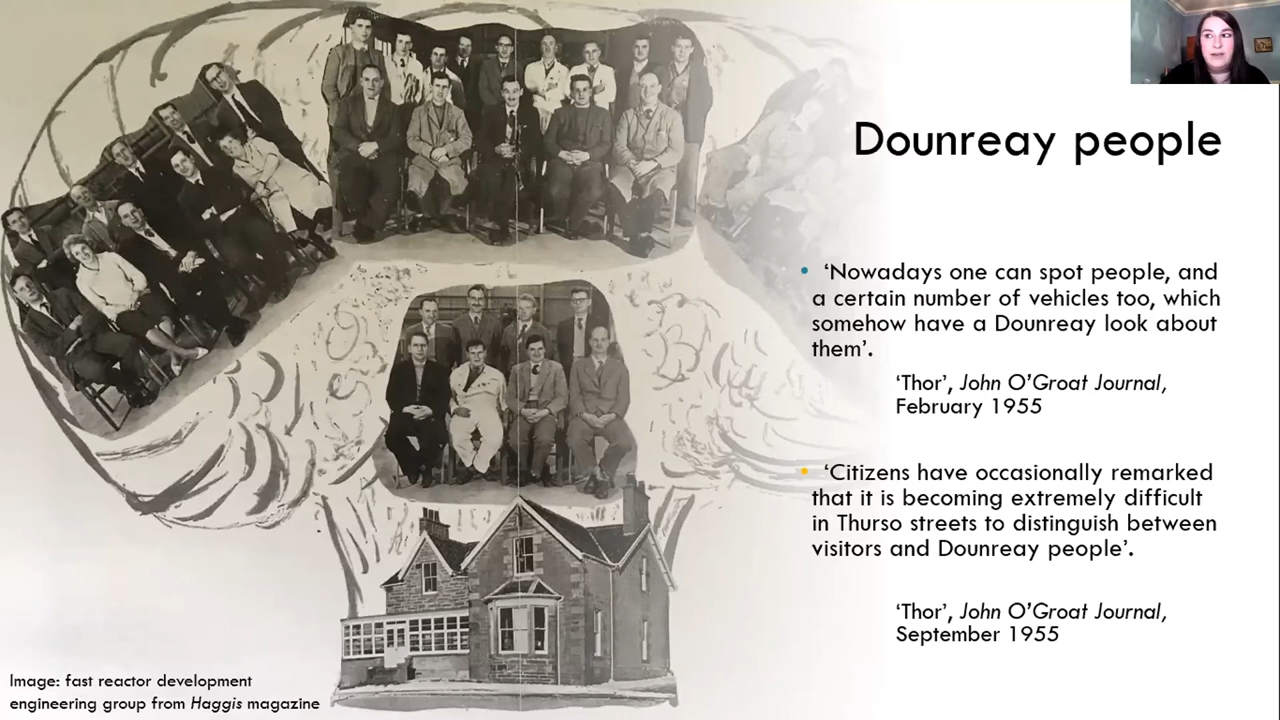 Dounreay people
• ‘Nowadays one can spot people, and
a certain number of vehicles too, which
somehow have a Dounreay look about
them’.
‘Thor’, John O’Groat Journal,
February 1955
• ‘Citizens have occasionally remarked
that it is becoming extremely difficult
in Thurso streets to distinguish between
visitors and Dounreay people’.
‘Thor’, John O’Groat Journal,
September 1955
Image: fast reactor development
engineering group from Haggis magazine